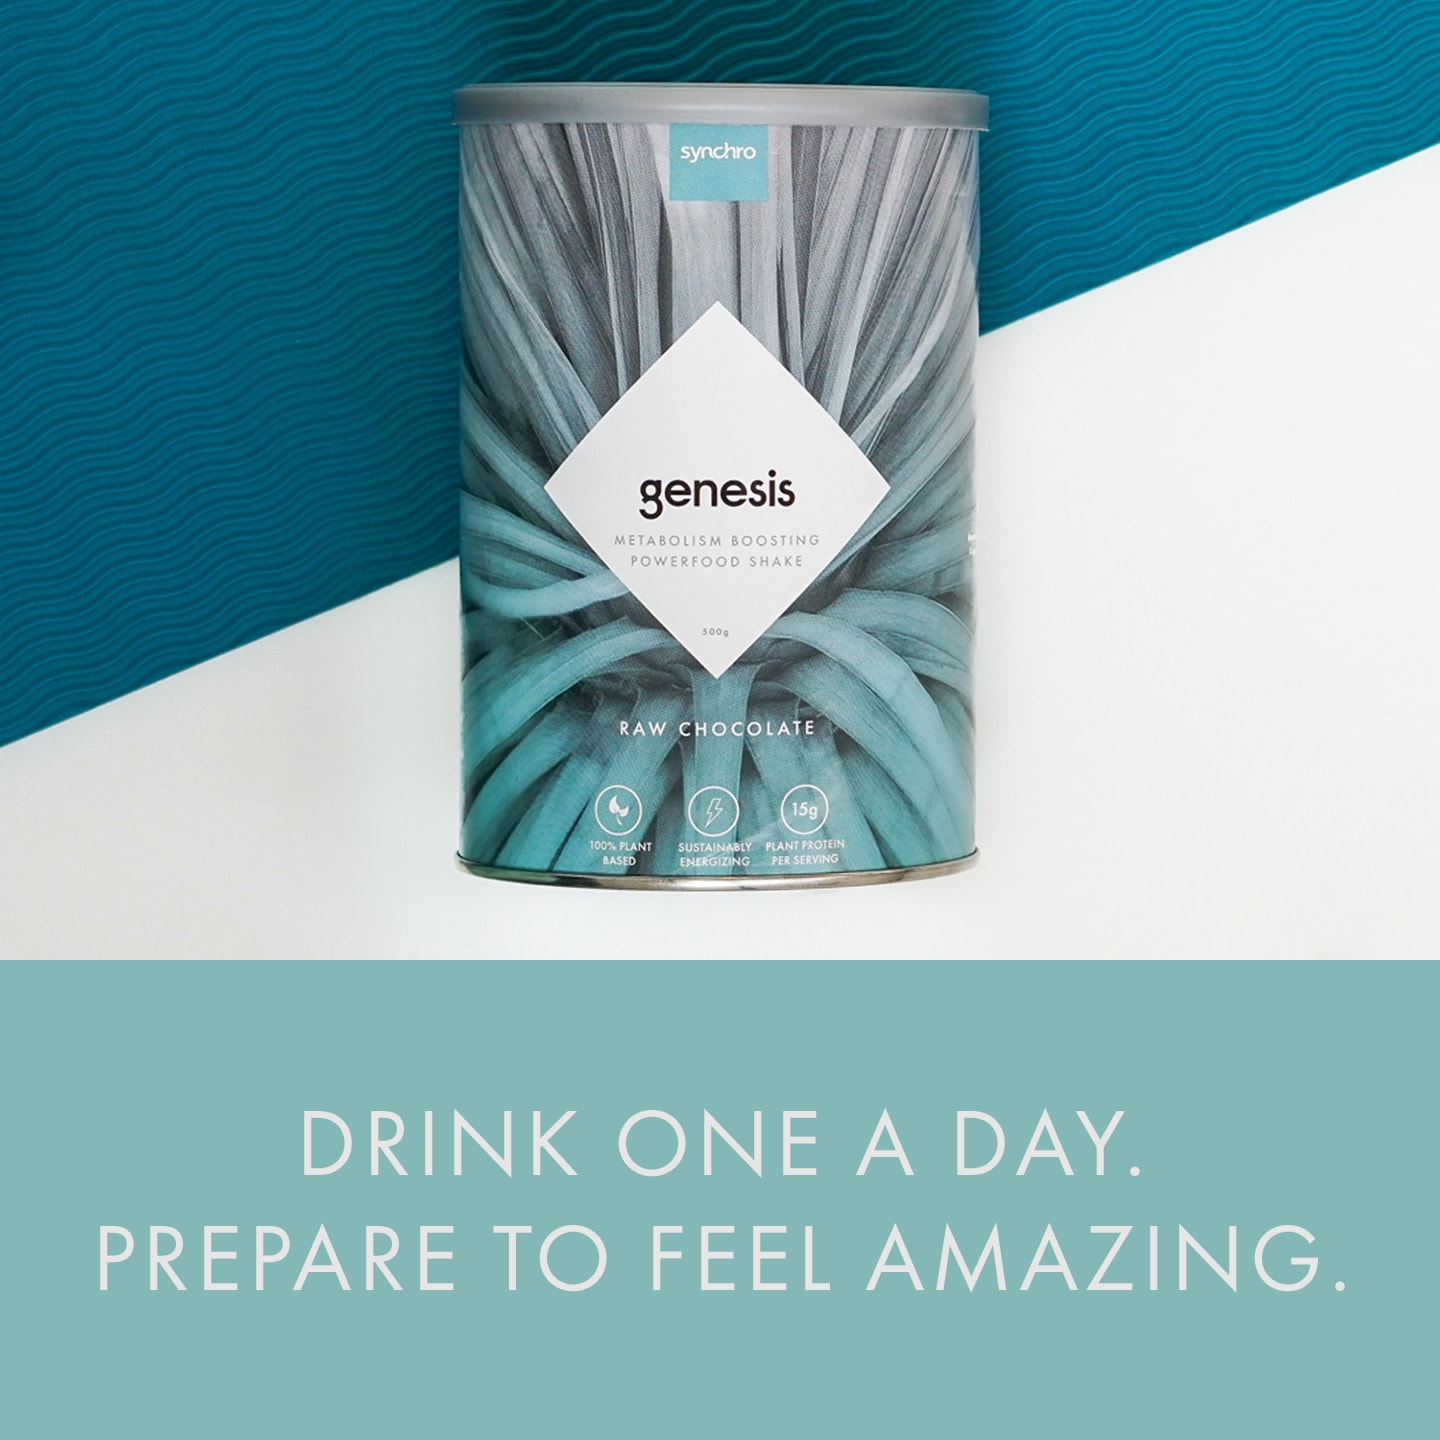 synchro
genesis
METABOLISM BOOSTING
POWERFOOD SHAKE
500g
RAW CHOCOLATE
15g
100% PLANT
BASED
SUSTAINABLY
ENERGIZING
PLANT PROTEIN
PER SERVING
DRINK ONE A DAY.
PREPARE TO FEEL AMAZING.